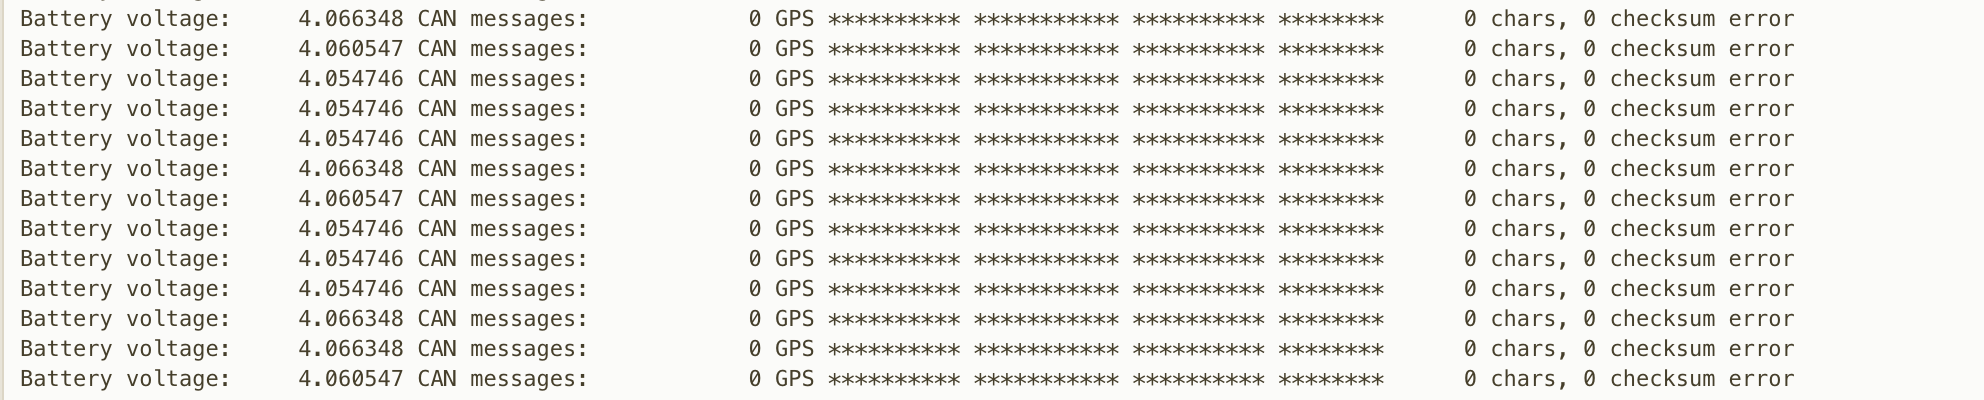 Battery voltage:     4.066348 CAN messages:            0 GPS ********** *********** ********** ********      0 chars, 0 checksum error
Battery voltage:     4.060547 CAN messages:            0 GPS ********** *********** ********** ********      0 chars, 0 checksum error
Battery voltage:     4.054746 CAN messages:            0 GPS ********** *********** ********** ********      0 chars, 0 checksum error
Battery voltage:     4.054746 CAN messages:            0 GPS ********** *********** ********** ********      0 chars, 0 checksum error
Battery voltage:     4.054746 CAN messages:            0 GPS ********** *********** ********** ********      0 chars, 0 checksum error
Battery voltage:     4.066348 CAN messages:            0 GPS ********** *********** ********** ********      0 chars, 0 checksum error
Battery voltage:     4.060547 CAN messages:            0 GPS ********** *********** ********** ********      0 chars, 0 checksum error
Battery voltage:     4.054746 CAN messages:            0 GPS ********** *********** ********** ********      0 chars, 0 checksum error
Battery voltage:     4.054746 CAN messages:            0 GPS ********** *********** ********** ********      0 chars, 0 checksum error
Battery voltage:     4.054746 CAN messages:            0 GPS ********** *********** ********** ********      0 chars, 0 checksum error
Battery voltage:     4.066348 CAN messages:            0 GPS ********** *********** ********** ********      0 chars, 0 checksum error
Battery voltage:     4.066348 CAN messages:            0 GPS ********** *********** ********** ********      0 chars, 0 checksum error
Battery voltage:     4.060547 CAN messages:            0 GPS ********** *********** ********** ********      0 chars, 0 checksum error